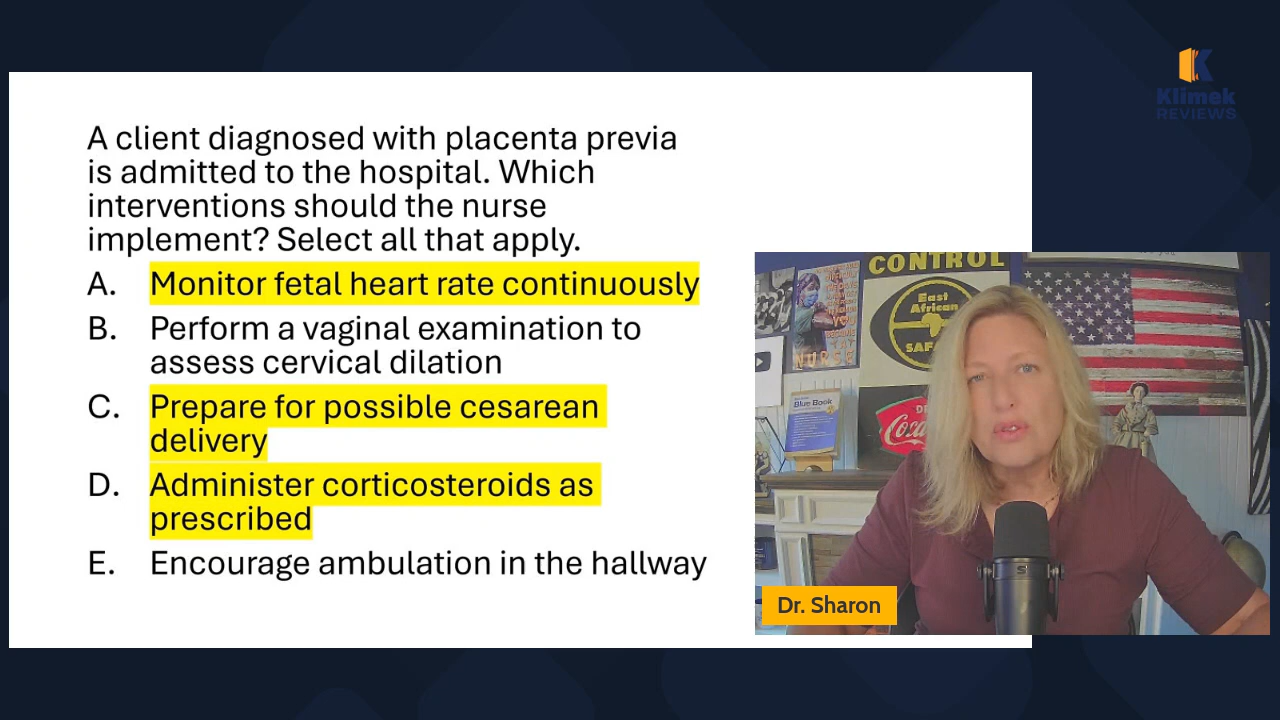 Klimek
REVIEWS
A client diagnosed with placenta previa
is admitted to the hospital. Which
interventions should the nurse
implement? Select all that apply.
A. Monitor fetal heart rate continuously
B. Perform a vaginal examination to
assess cervical dilation
C. Prepare for possible cesarean
delivery
D. Administer corticosteroids as
prescribed
E. Encourage ambulation in the hallway
CONTROL
East
African
NURSE
Blue Book
Dr. Sharon